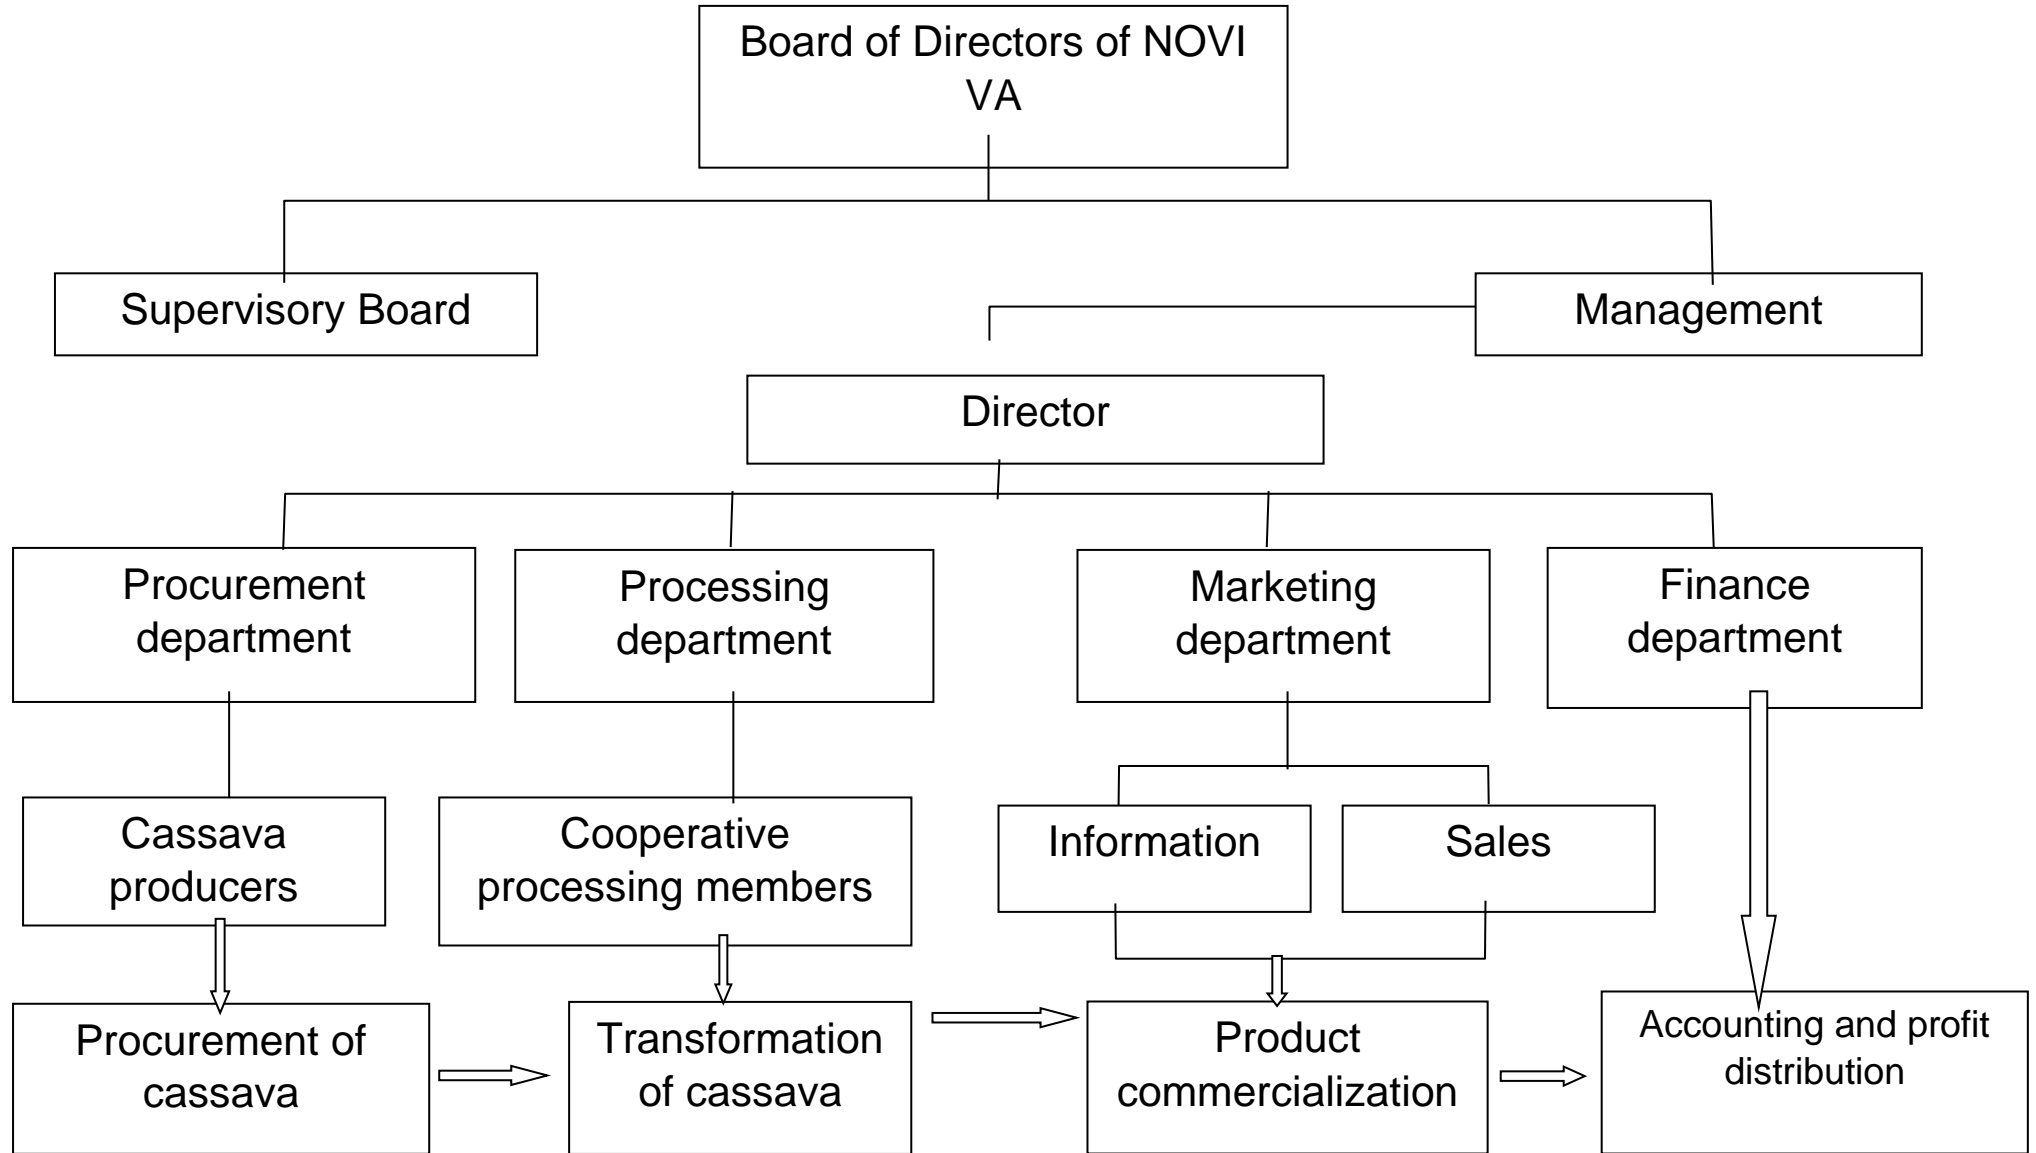 Board of Directors of NOVI
VA
Supervisory Board
Management
Director
Procurement
department
Processing
department
Marketing
department
Finance
department
Cassava
producers
Cooperative
processing members
Information
Sales
Procurement of
cassava
Transformation
of cassava
Product
commercialization
Accounting and profit
distribution